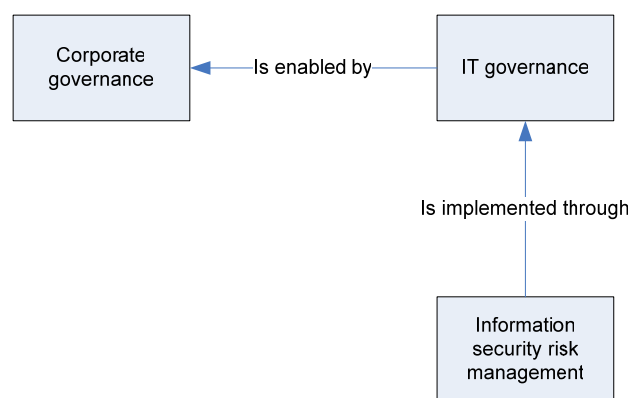 Corporate
governance
Is enabled by
IT governance
Is implemented through
Information
security risk
management